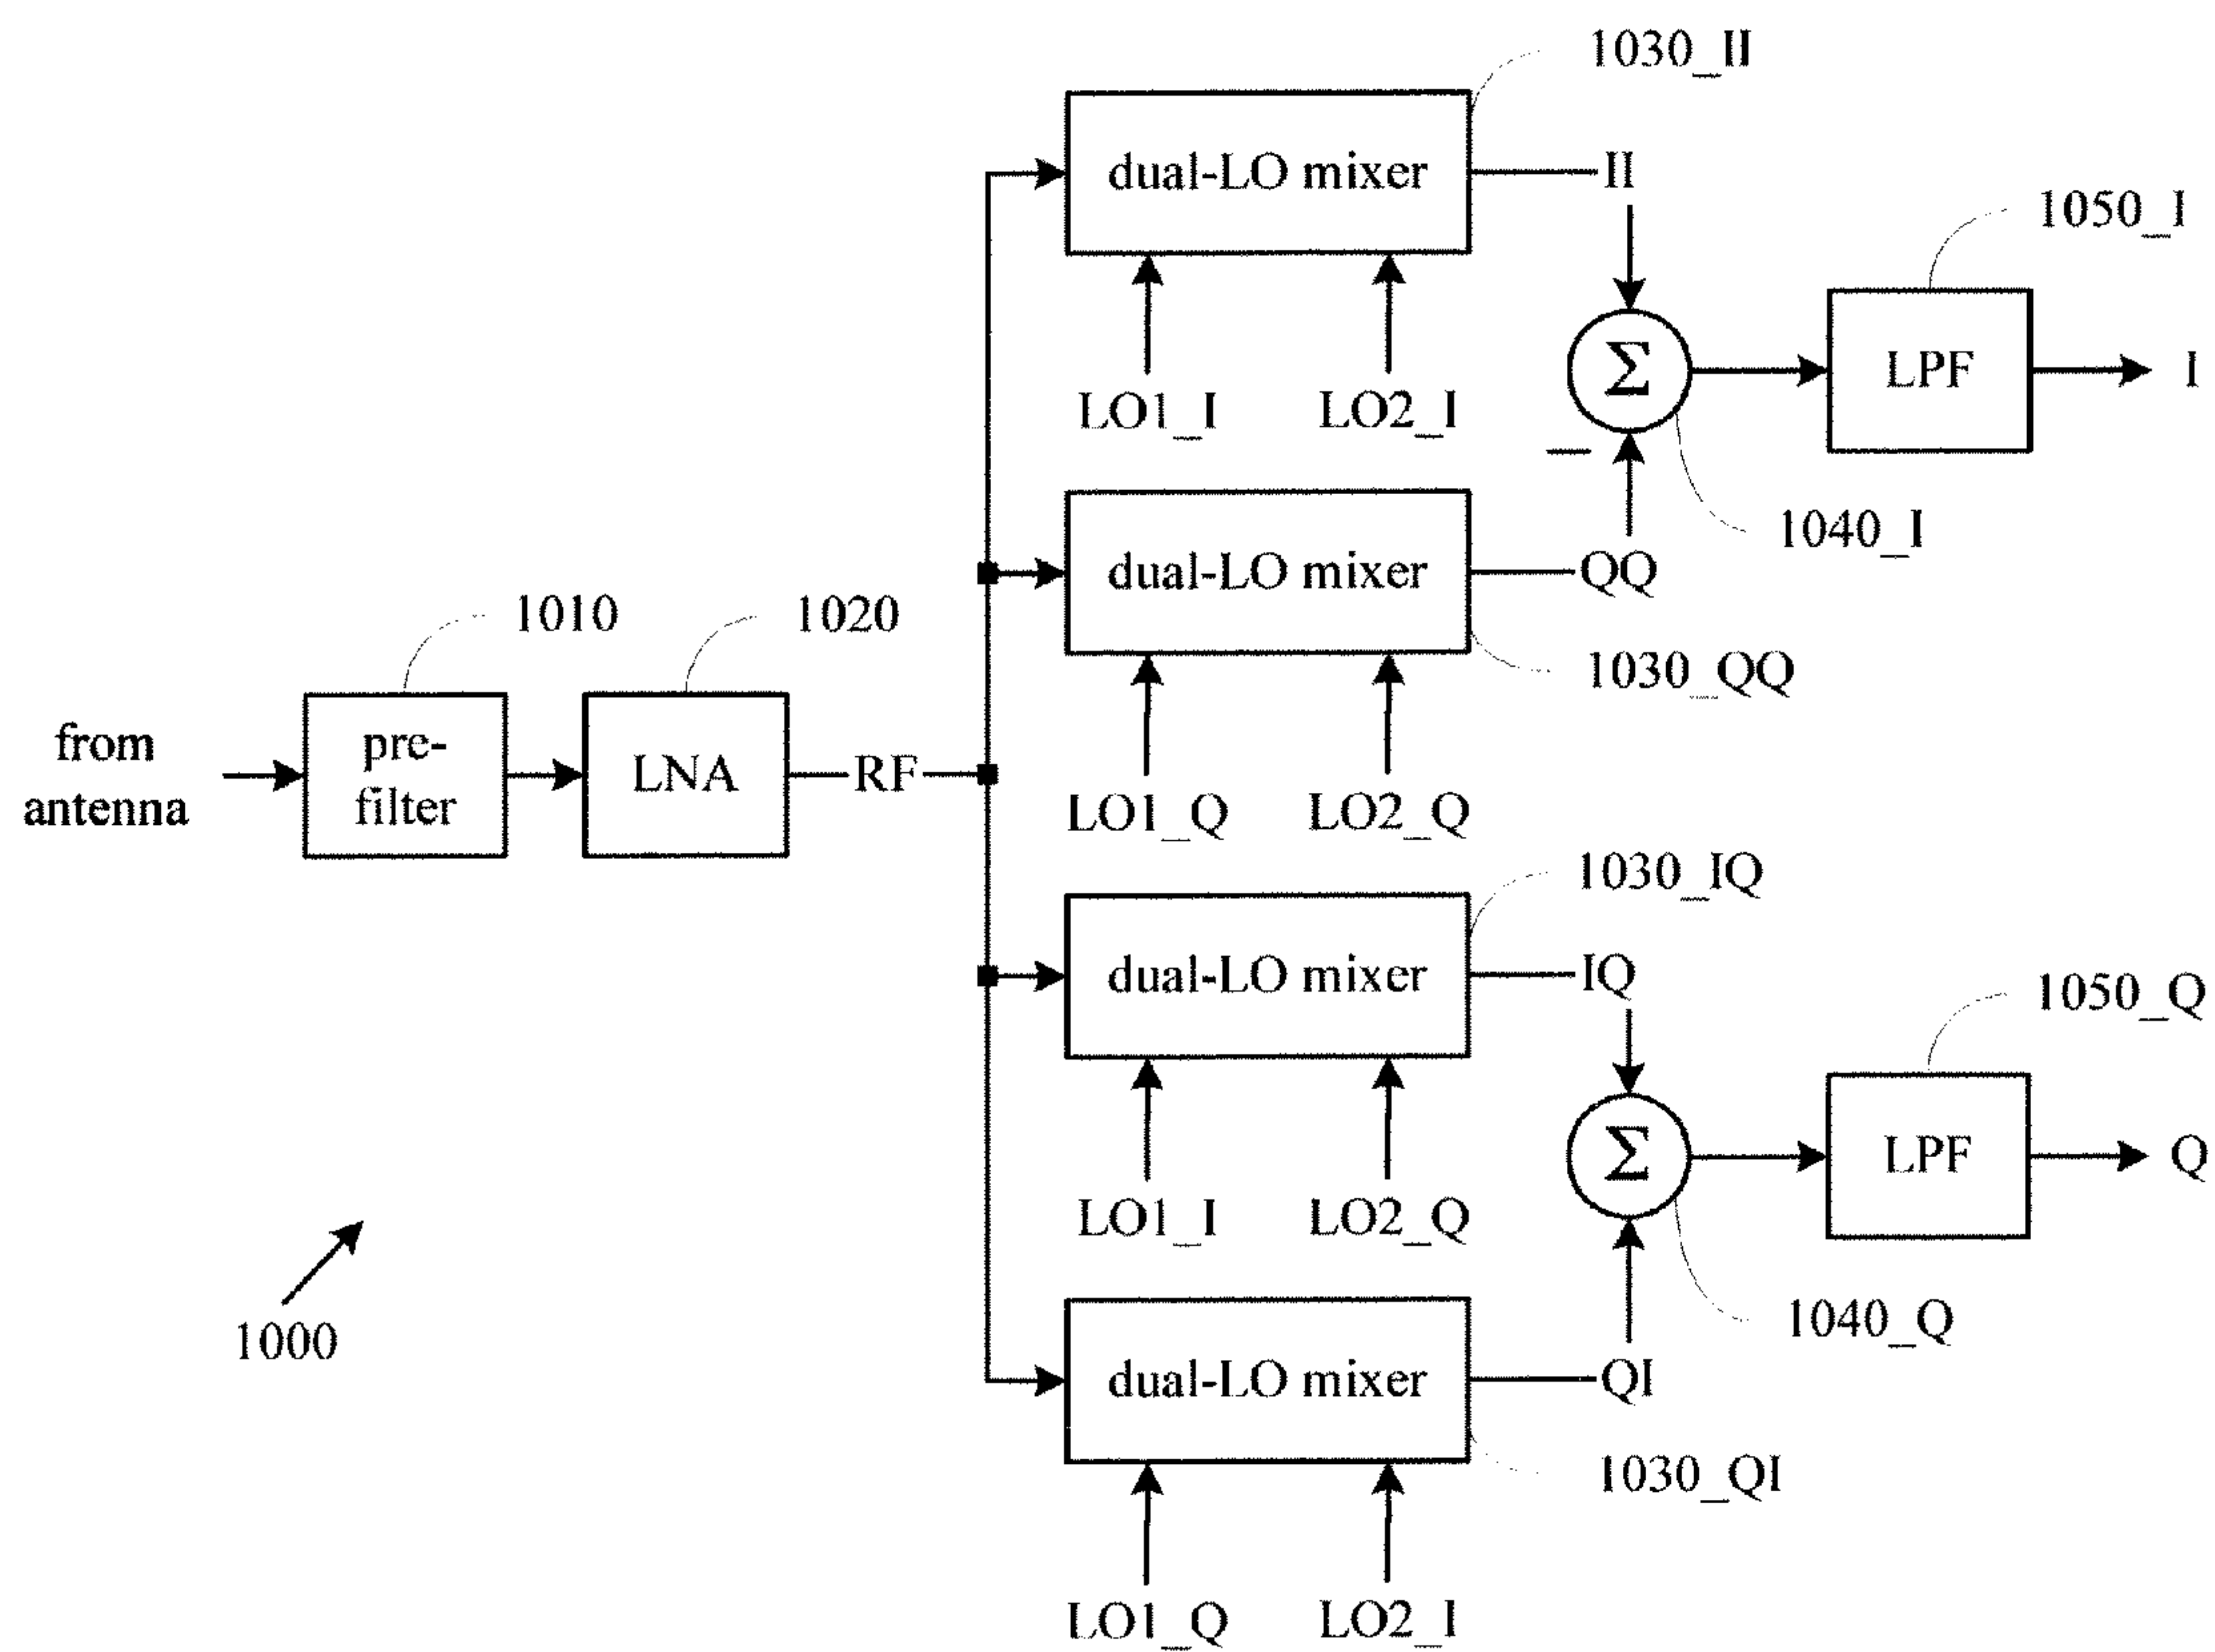 1030_II
dual-LO mixer
II
1050_I
LO1_I
LO2_I
Σ
LPF
I
–
1040_I
dual-LO mixer
QQ
1010
1020
1030_QQ
from
antenna
pre-
filter
LNA
RF
LO1_Q
LO2_Q
1030_IQ
dual-LO mixer
IQ
1050_Q
LO1_I
LO2_Q
Σ
LPF
Q
1000
1040_Q
dual-LO mixer
QI
1030_QI
LO1_Q
LO2_I